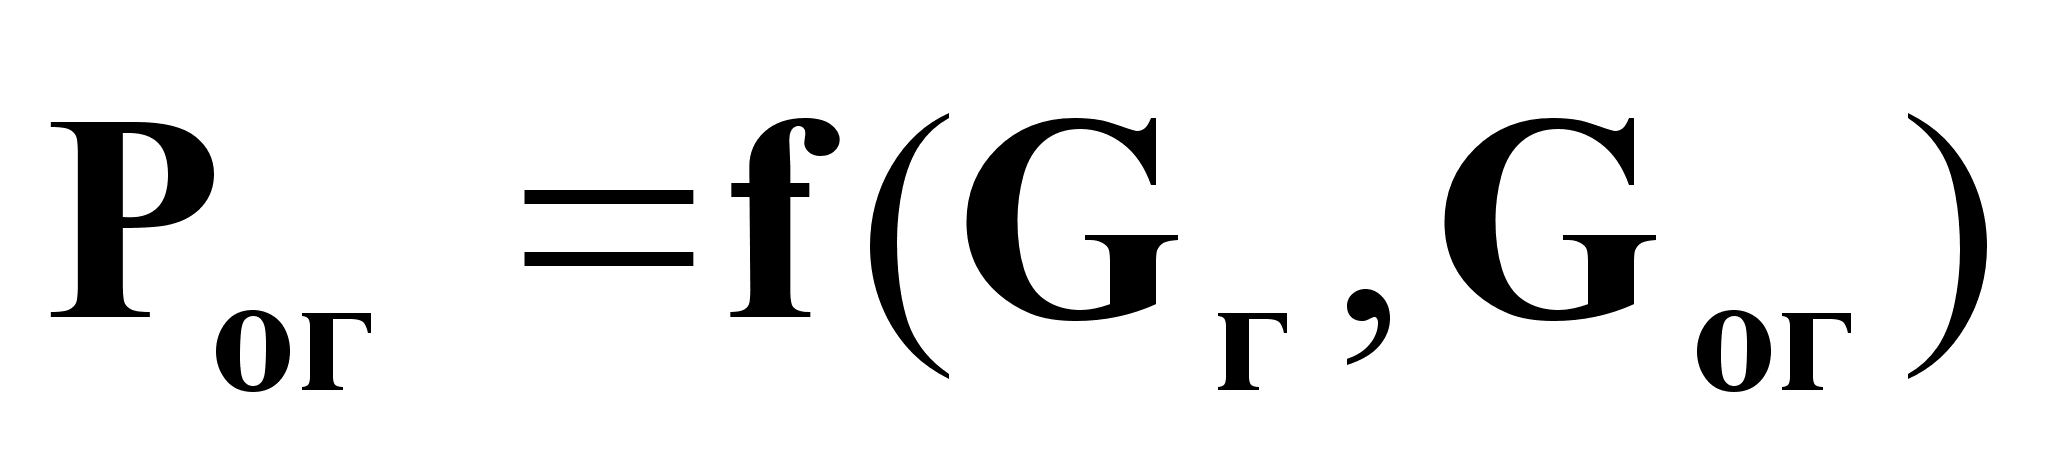 Pог = f(Gг, Gог)